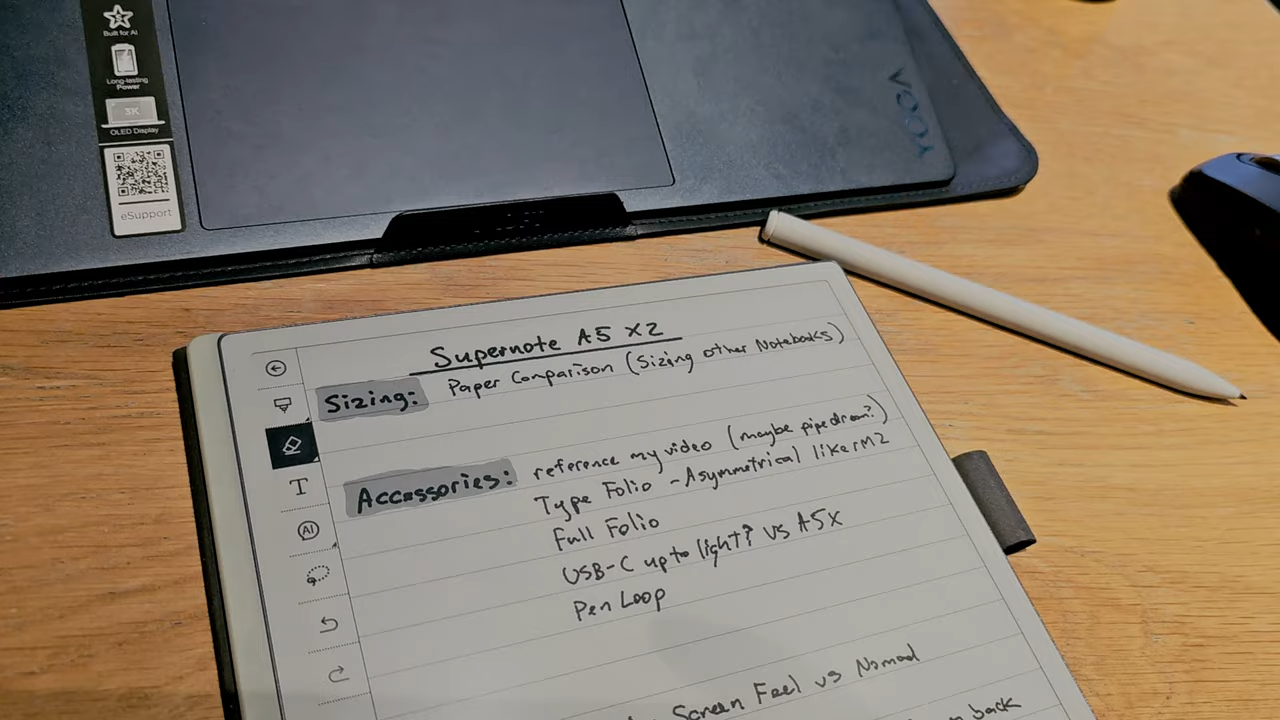 Built for AI
Long-lasting
Power
3K
OLED Display
eSupport
YOGA
Supernote A5 X2
Sizing: Paper Comparison (Sizing other Notebooks)
Accessories: reference my video (maybe pipedream?)
Type Folio - Asymmetrical like rM2
Full Folio
USB-C up to light? vs A5X
Pen Loop
T
AI
Screen Feel vs Nomad
back